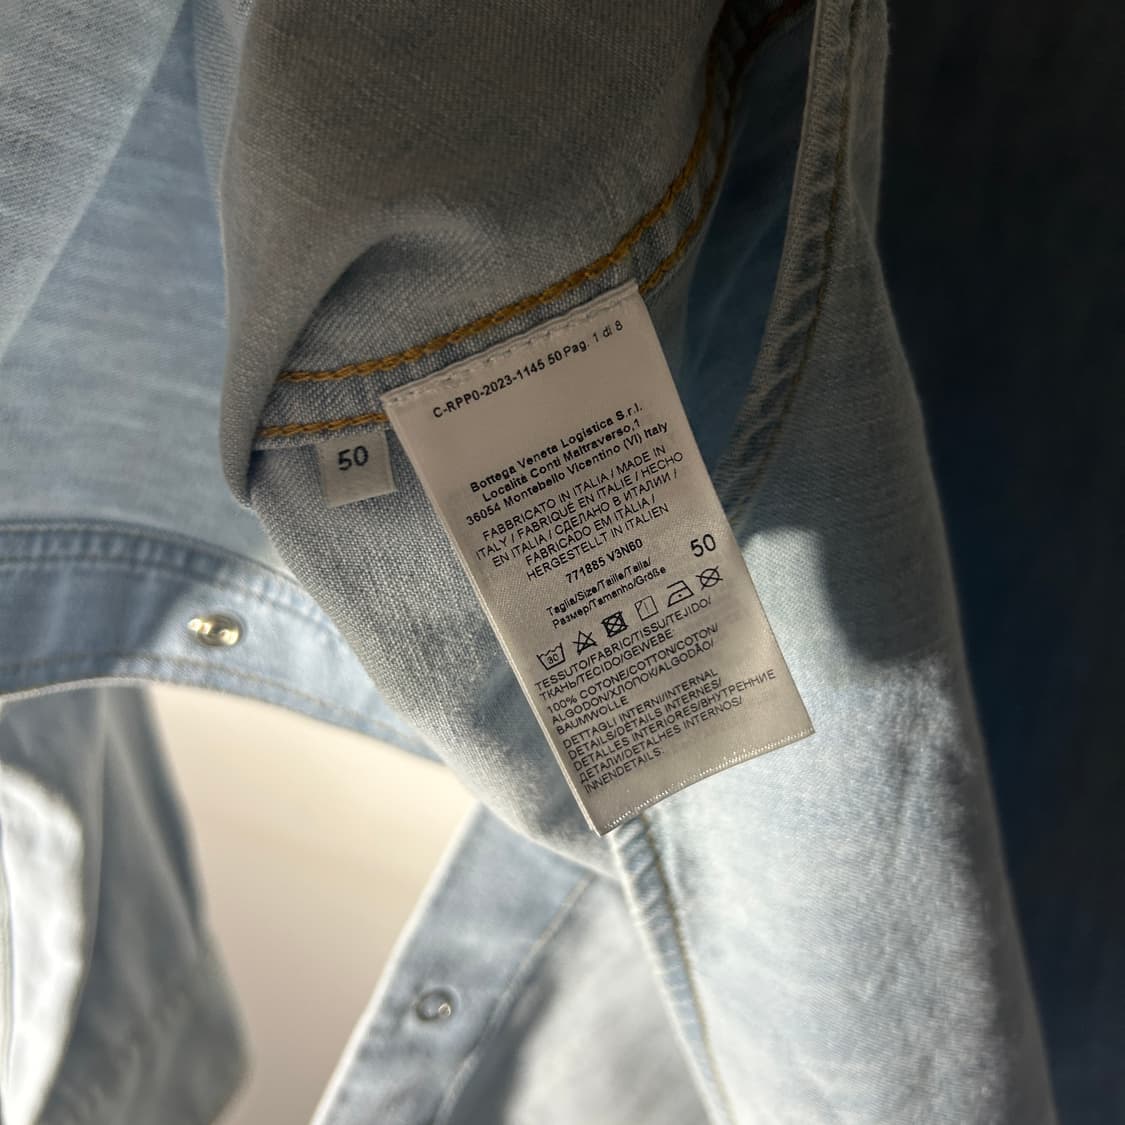 C-RPP0-2023-1145 50 Pag. 1 di 8
Bottega Veneta Logistica S.r.l.
Località Conti Maltraverso,1
36054 Montebello Vicentino (VI) Italy
FABBRICATO IN ITALIA / MADE IN
ITALY / FABRIQUÉ EN ITALIE / HECHO
EN ITALIA / СДЕЛАНО В ИТАЛИИ /
FABRICADO EM ITÁLIA /
HERGESTELLT IN ITALIEN
771885 V3N60
Taglia/Size/Taille/Talla/
Размер/Tamanho/Größe
50
30
TESSUTO/FABRIC/TISSU/TEJIDO/
ТКАНЬ/TECIDO/GEWEBE:
100% COTONE/COTTON/COTON/
ALGODON/ХЛОПОК/ALGODÃO/
BAUMWOLLE
DETTAGLI INTERNI/INTERNAL
DETAILS/DÉTAILS INTERNES/
DETALLES INTERIORES/ВНУТРЕННИЕ
ДЕТАЛИ/DETALHES INTERNOS/
INNENDETAILS:
50